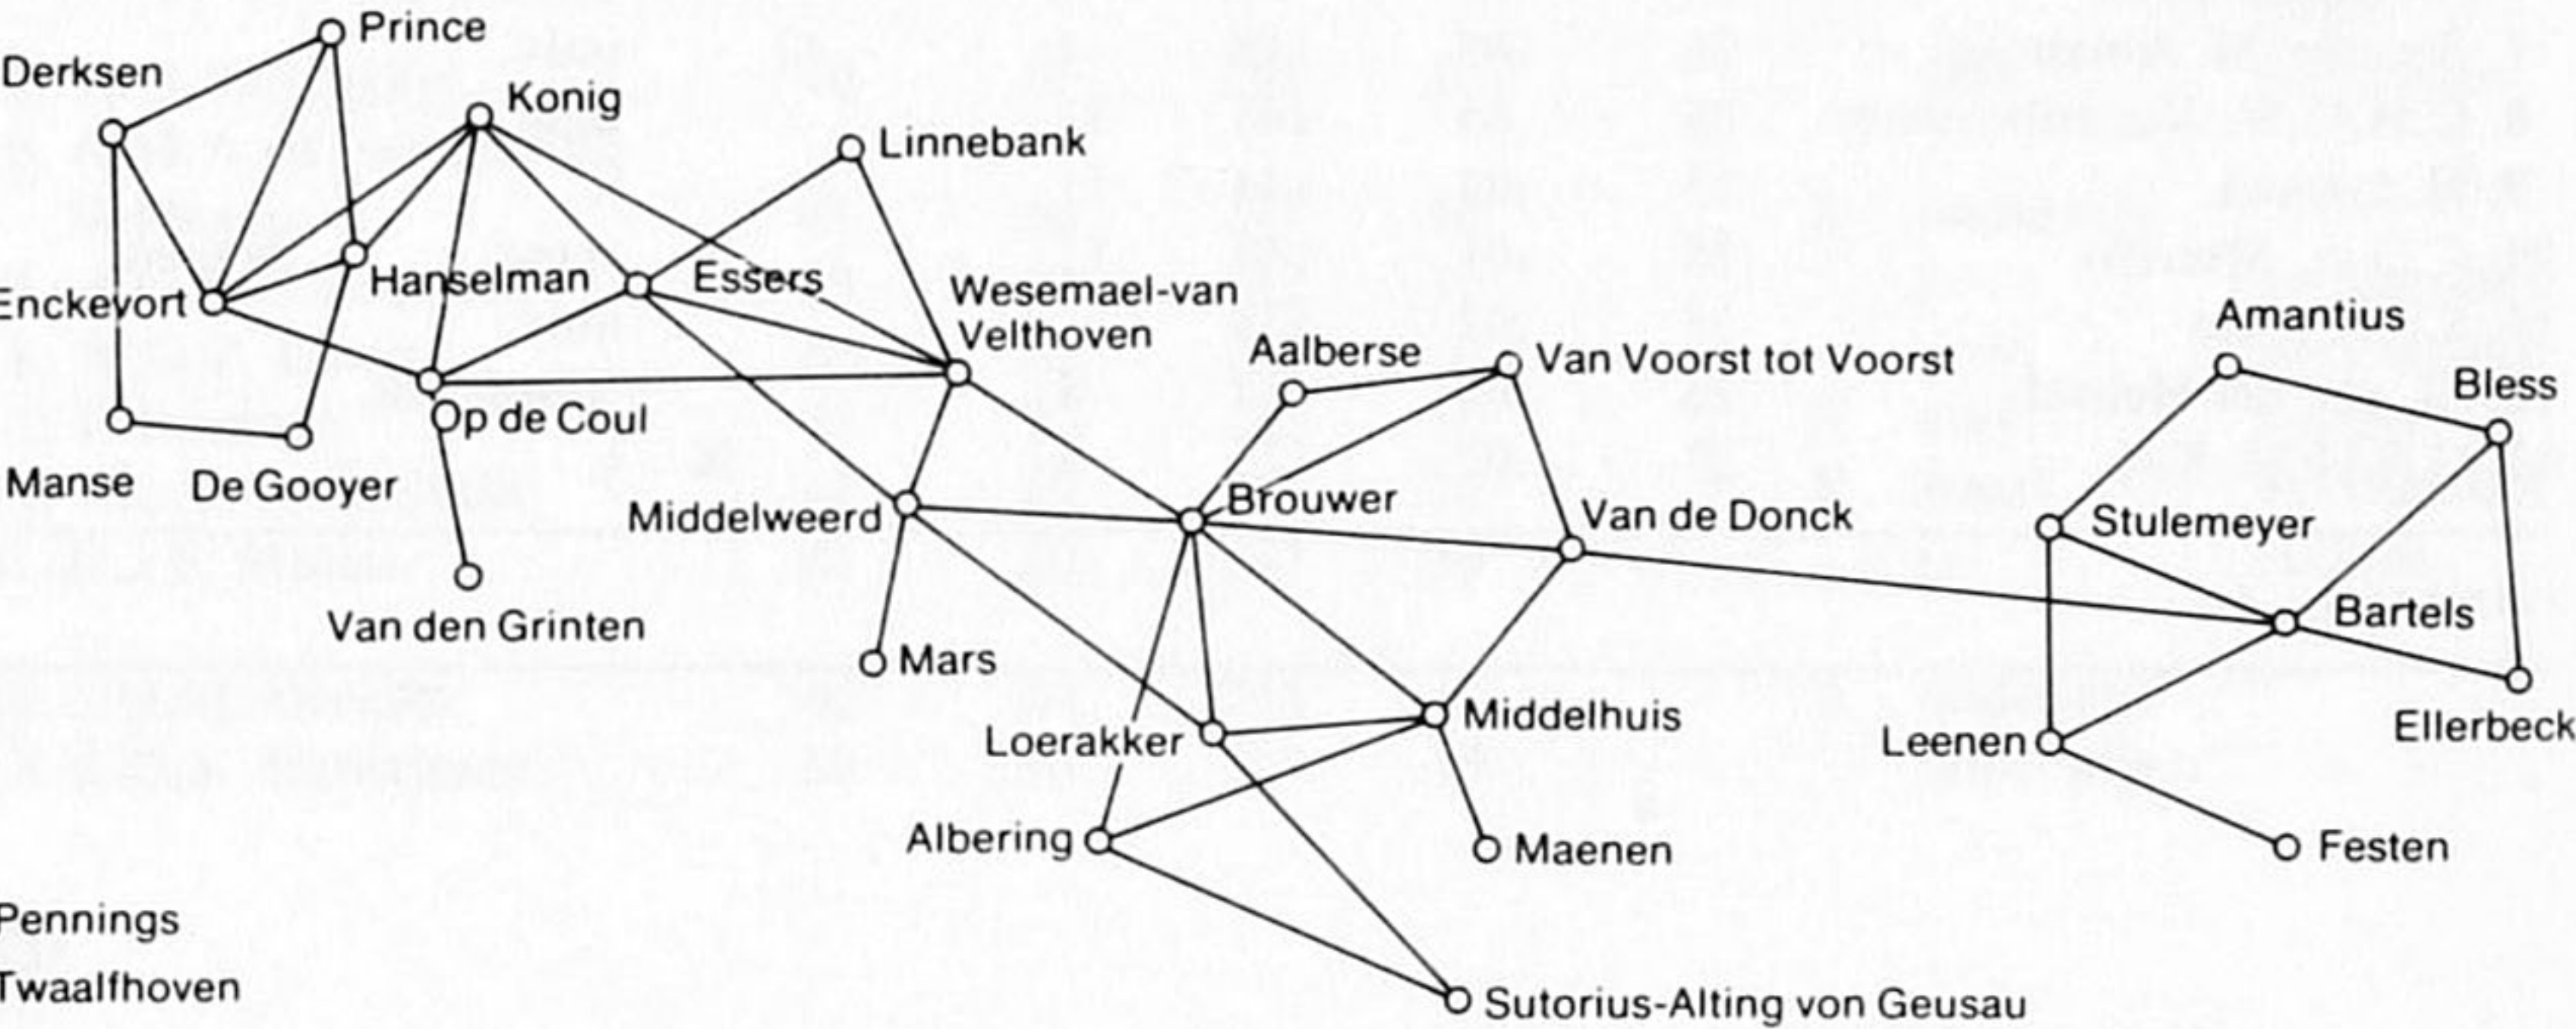 Prince
Derksen
Konig
Linnebank
Hanselman
Essers
Enckevort
Wesemael-van
Velthoven
Aalberse
Van Voorst tot Voorst
Amantius
Bless
Op de Coul
Manse
De Gooyer
Middelweerd
Brouwer
Van de Donck
Stulemeyer
Van den Grinten
Bartels
Mars
Loerakker
Middelhuis
Leenen
Ellerbeck
Albering
Maenen
Festen
Pennings
Twaalfhoven
Sutorius-Alting von Geusau